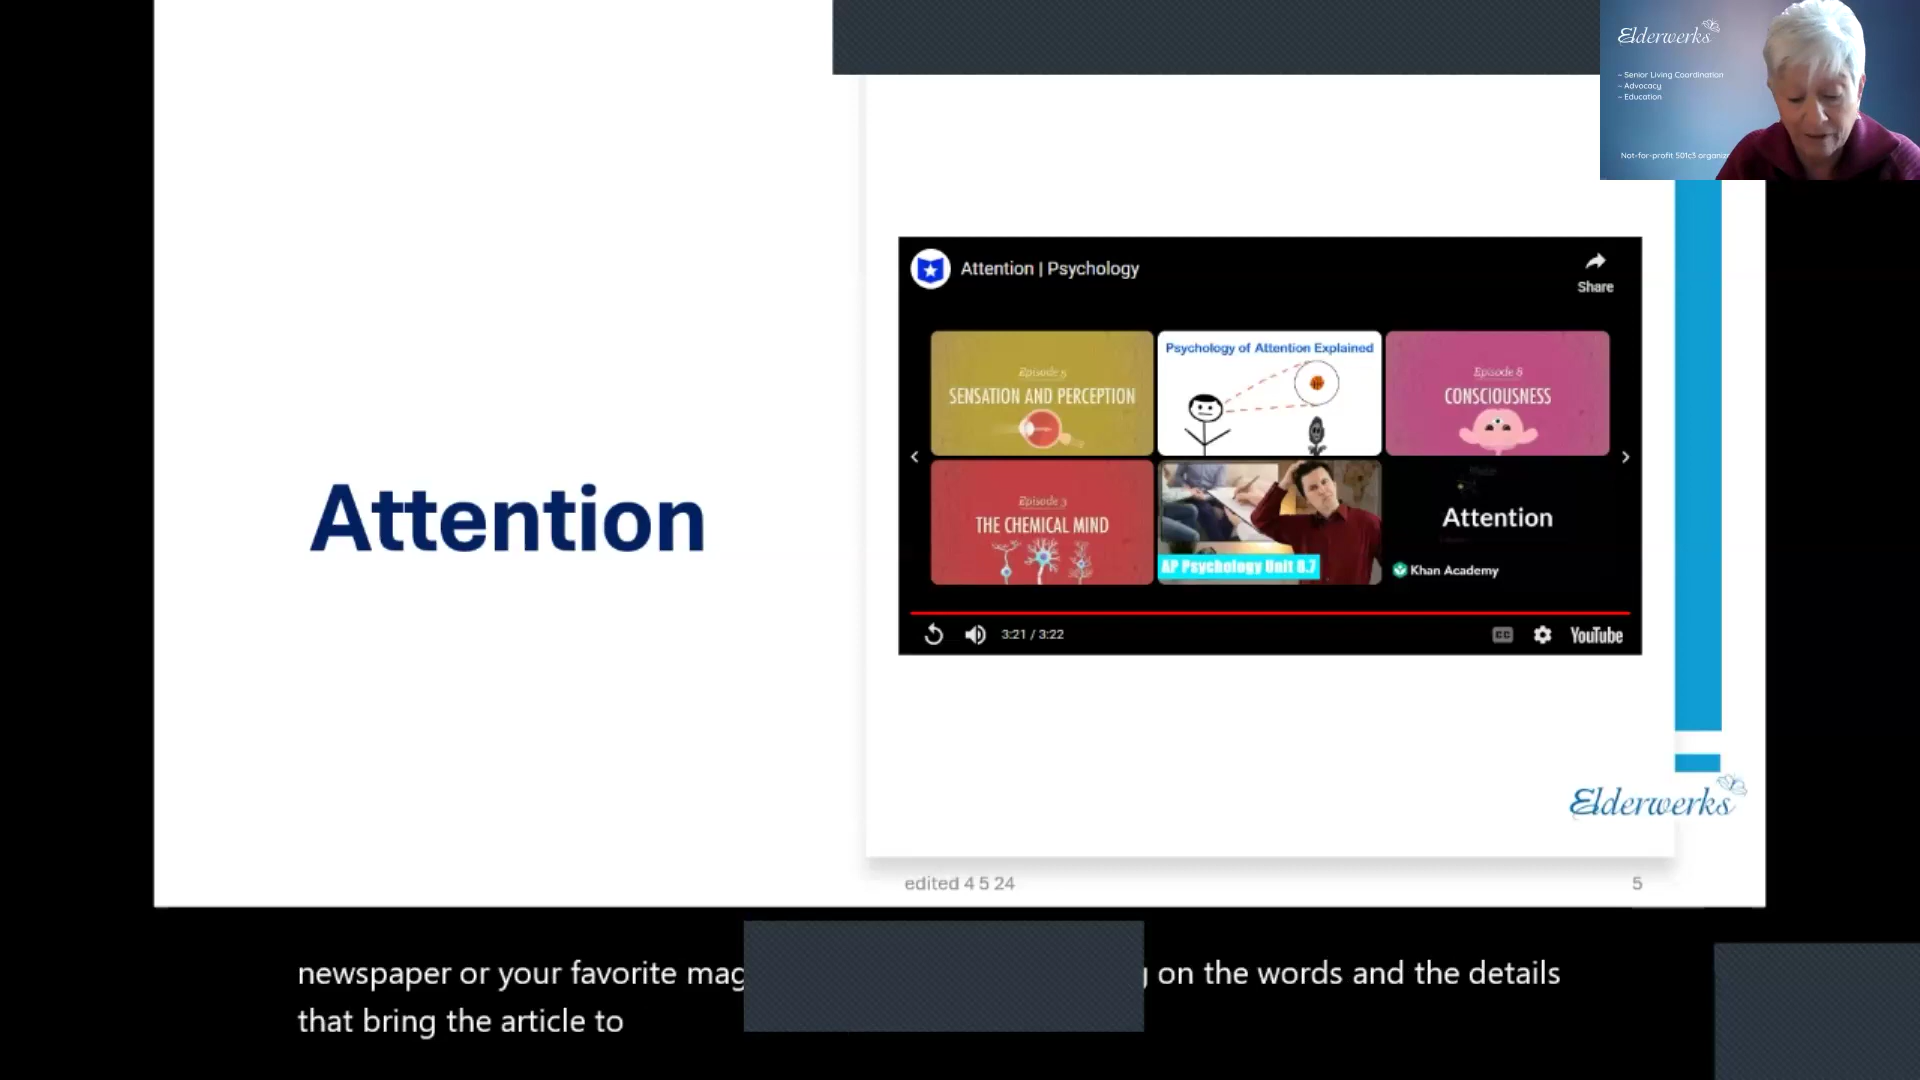 Elderwerks
– Senior Living Coordination
– Advocacy
– Education
Not-for-profit 501c3
Attention
Attention | Psychology
Share
Episode 5
SENSATION AND PERCEPTION
Psychology of Attention Explained
Episode 8
CONSCIOUSNESS
Episode 3
THE CHEMICAL MIND
AP Psychology Unit 8.7
Attention
Khan Academy
3:21 / 3:22
CC
YouTube
Elderwerks
edited 4 5 24
5
newspaper or your favorite on the words and the details
that bring the article to